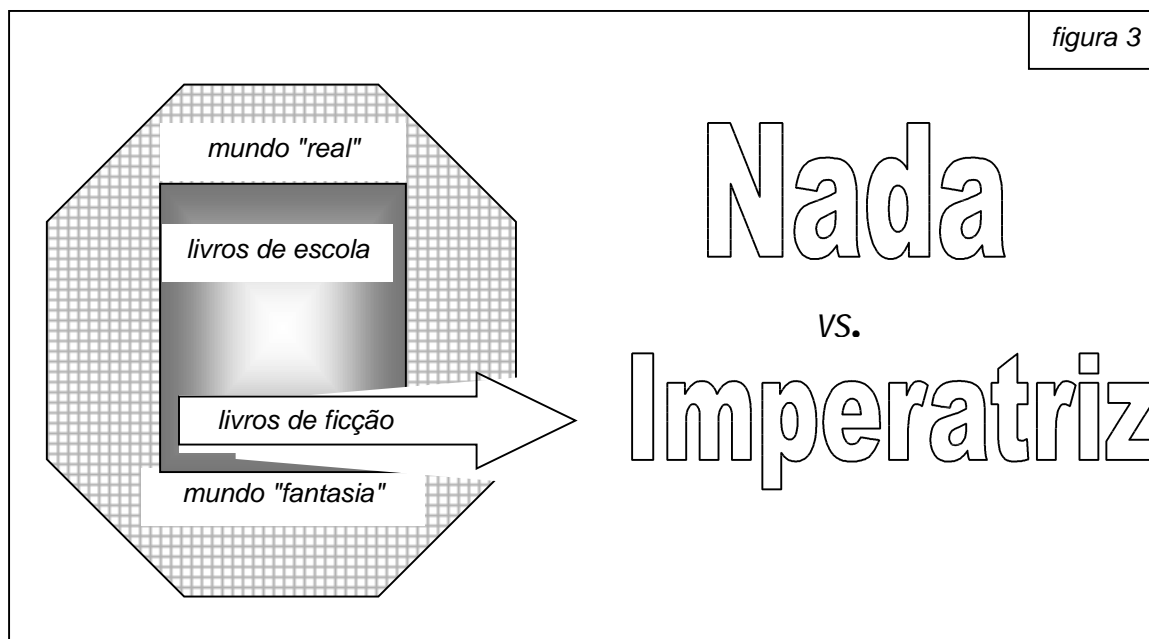 figura 3
mundo "real"
livros de escola
livros de ficção
mundo "fantasia"
Nada
vs.
Imperatriz